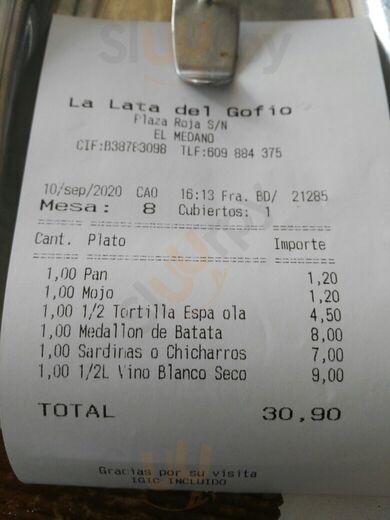 La Lata del Gofio
Plaza Roja S/N
EL MEDANO
CIF:B38783098 TLF:609 884 375
10/sep/2020 CAO 16:13 Fra. BD/ 21285
Mesa: 8 Cubiertos: 1
Cant. Plato Importe
1,00 Pan 1,20
1,00 Mojo 1,20
1,00 1/2 Tortilla Espa ola 4,50
1,00 Medallon de Batata 8,00
1,00 Sardinas o Chicharros 7,00
1,00 1/2L Vino Blanco Seco 9,00
TOTAL 30,90
Gracias por su visita
IGIC INCLUIDO